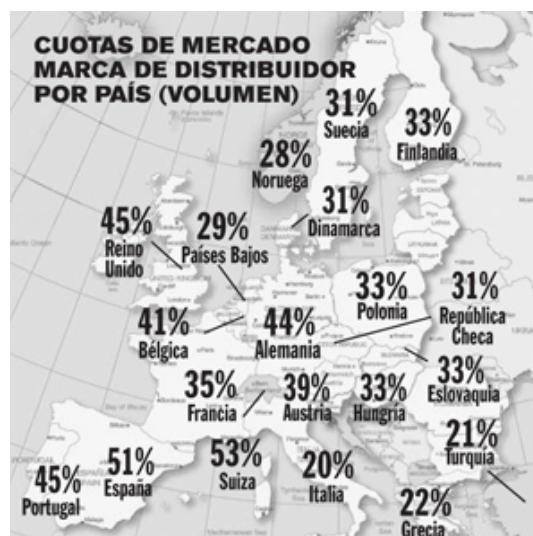 CUOTAS DE MERCADO
MARCA DE DISTRIBUIDOR
POR PAÍS (VOLUMEN)
31%
Suecia
33%
Finlandia
28%
Noruega
31%
Dinamarca
45%
Reino
Unido
29%
Países Bajos
33%
Polonia
31%
República
Checa
41%
Bélgica
44%
Alemania
33%
Eslovaquia
35%
Francia
39%
Austria
33%
Hungría
21%
Turquía
53%
Suiza
20%
Italia
51%
España
45%
Portugal
22%
Grecia